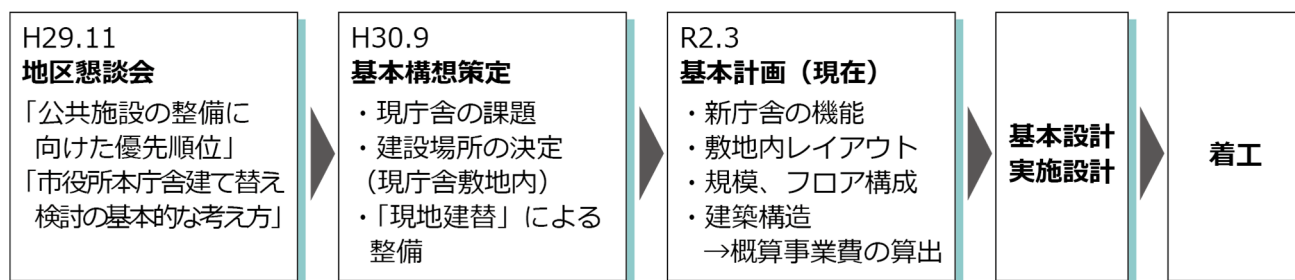 H29.11
地区懇談会
「公共施設の整備に
向けた優先順位」
「市役所本庁舎建て替え
検討の基本的な考え方」
H30.9
基本構想策定
・現庁舎の課題
・建設場所の決定
（現庁舎敷地内）
・「現地建替」による
整備
R2.3
基本計画（現在）
・新庁舎の機能
・敷地内レイアウト
・規模、フロア構成
・建築構造
→概算事業費の算出
基本設計
実施設計
着工